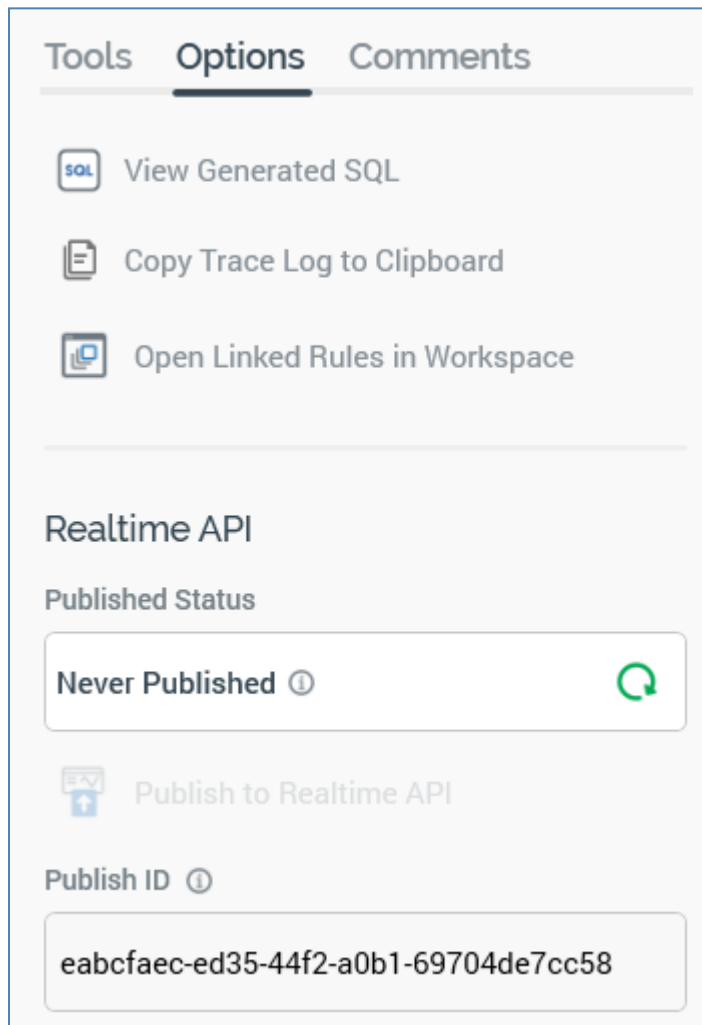 Tools Options Comments
SQL View Generated SQL
Copy Trace Log to Clipboard
Open Linked Rules in Workspace
Realtime API
Published Status
Never Published
Publish to Realtime API
Publish ID
eabcfaec-ed35-44f2-a0b1-69704de7cc58